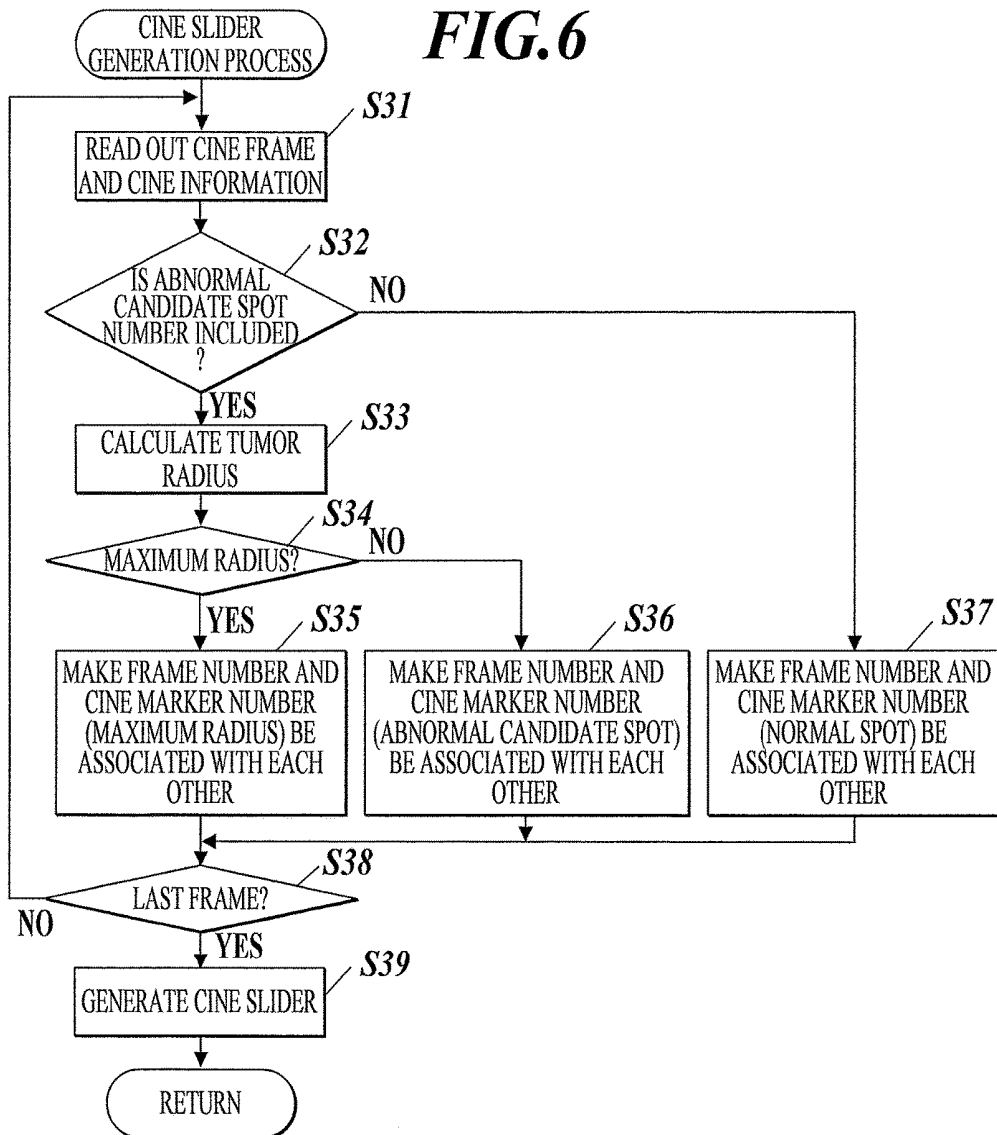 FIG.6
CINE SLIDER
GENERATION PROCESS
S31
READ OUT CINE FRAME
AND CINE INFORMATION
S32
IS ABNORMAL
CANDIDATE SPOT
NUMBER INCLUDED
?
NO
YES
S33
CALCULATE TUMOR
RADIUS
S34
MAXIMUM RADIUS?
NO
YES
S35
MAKE FRAME NUMBER AND
CINE MARKER NUMBER
(MAXIMUM RADIUS) BE
ASSOCIATED WITH EACH
OTHER
S36
MAKE FRAME NUMBER AND
CINE MARKER NUMBER
(ABNORMAL CANDIDATE SPOT)
BE ASSOCIATED WITH EACH
OTHER
S37
MAKE FRAME NUMBER AND
CINE MARKER NUMBER
(NORMAL SPOT) BE
ASSOCIATED WITH EACH
OTHER
S38
LAST FRAME?
NO
YES
S39
GENERATE CINE SLIDER
RETURN